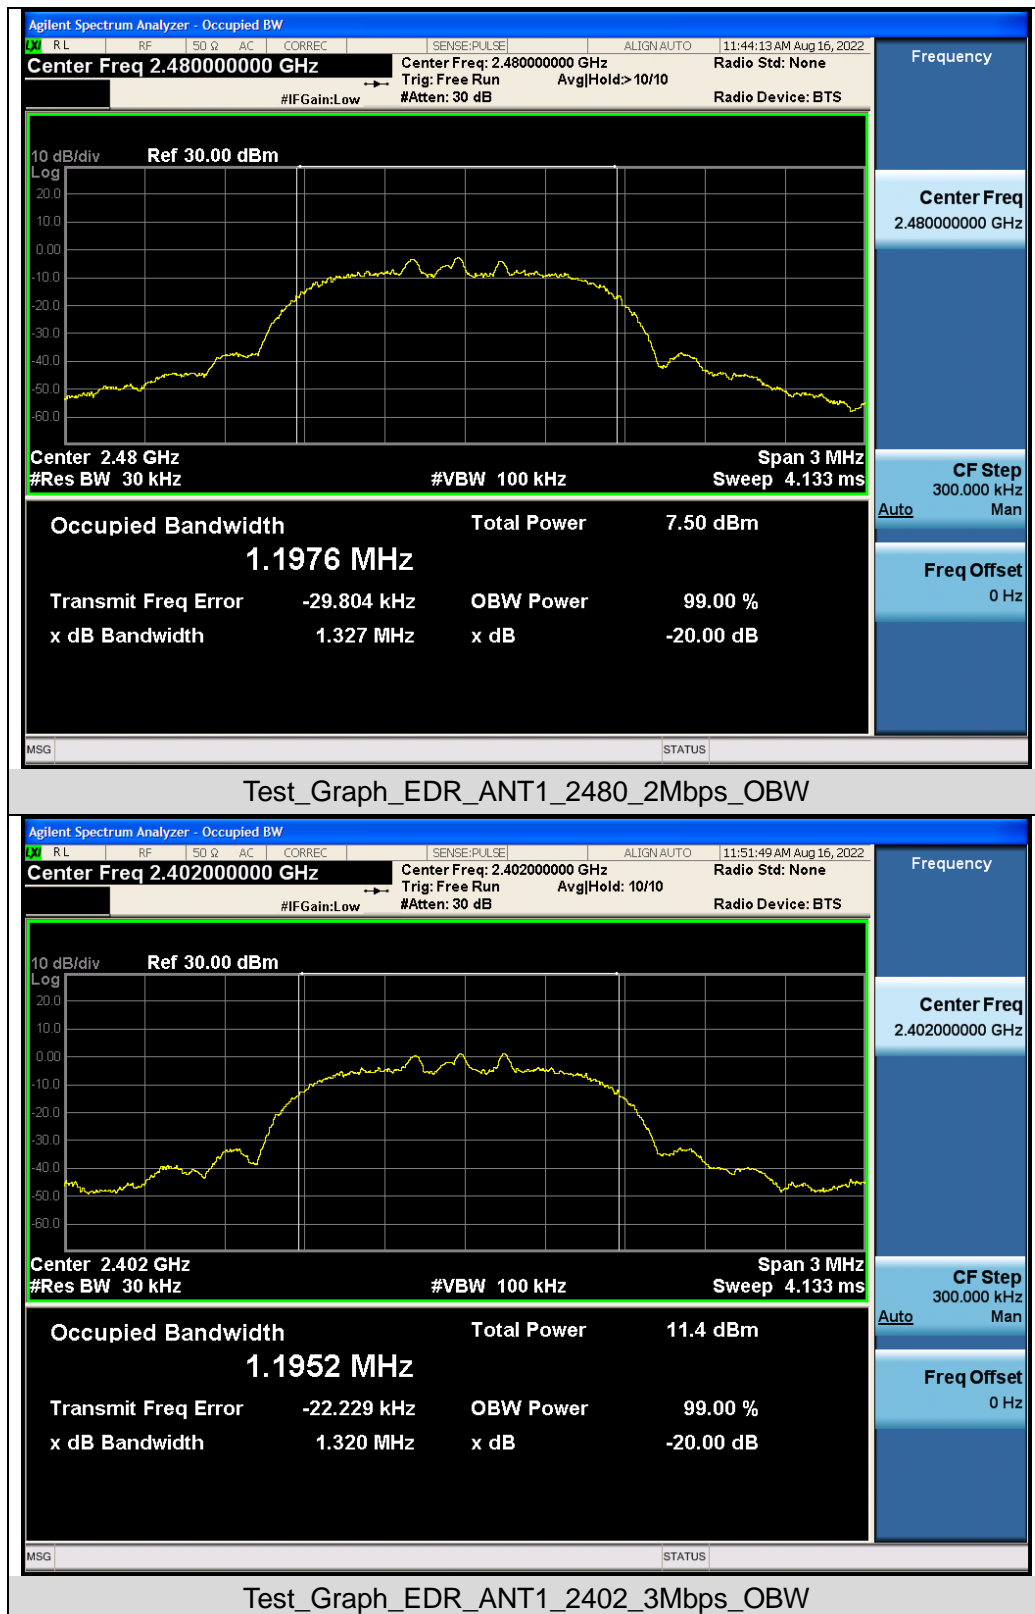 Agilent Spectrum Analyzer - Occupied BW
LXI RL RF 50 Ω AC CORREC SENSE:PULSE ALIGN AUTO 11:44:13 AM Aug 16, 2022
Center Freq 2.480000000 GHz Center Freq: 2.480000000 GHz Radio Std: None
Trig: Free Run Avg|Hold:> 10/10
#IFGain:Low #Atten: 30 dB Radio Device: BTS
Frequency
10 dB/div Ref 30.00 dBm
Log
20.0
10.0
0.00
-10.0
-20.0
-30.0
-40.0
-50.0
-60.0
Center 2.48 GHz Span 3 MHz
#Res BW 30 kHz #VBW 100 kHz Sweep 4.133 ms
Center Freq
2.480000000 GHz
CF Step
300.000 kHz
Auto Man
Freq Offset
0 Hz
Occupied Bandwidth Total Power 7.50 dBm
1.1976 MHz
Transmit Freq Error -29.804 kHz OBW Power 99.00 %
x dB Bandwidth 1.327 MHz x dB -20.00 dB
MSG STATUS
Test_Graph_EDR_ANT1_2480_2Mbps_OBW
Agilent Spectrum Analyzer - Occupied BW
LXI RL RF 50 Ω AC CORREC SENSE:PULSE ALIGN AUTO 11:51:49 AM Aug 16, 2022
Center Freq 2.402000000 GHz Center Freq: 2.402000000 GHz Radio Std: None
Trig: Free Run Avg|Hold: 10/10
#IFGain:Low #Atten: 30 dB Radio Device: BTS
Frequency
10 dB/div Ref 30.00 dBm
Log
20.0
10.0
0.00
-10.0
-20.0
-30.0
-40.0
-50.0
-60.0
Center 2.402 GHz Span 3 MHz
#Res BW 30 kHz #VBW 100 kHz Sweep 4.133 ms
Center Freq
2.402000000 GHz
CF Step
300.000 kHz
Auto Man
Freq Offset
0 Hz
Occupied Bandwidth Total Power 11.4 dBm
1.1952 MHz
Transmit Freq Error -22.229 kHz OBW Power 99.00 %
x dB Bandwidth 1.320 MHz x dB -20.00 dB
MSG STATUS
Test_Graph_EDR_ANT1_2402_3Mbps_OBW